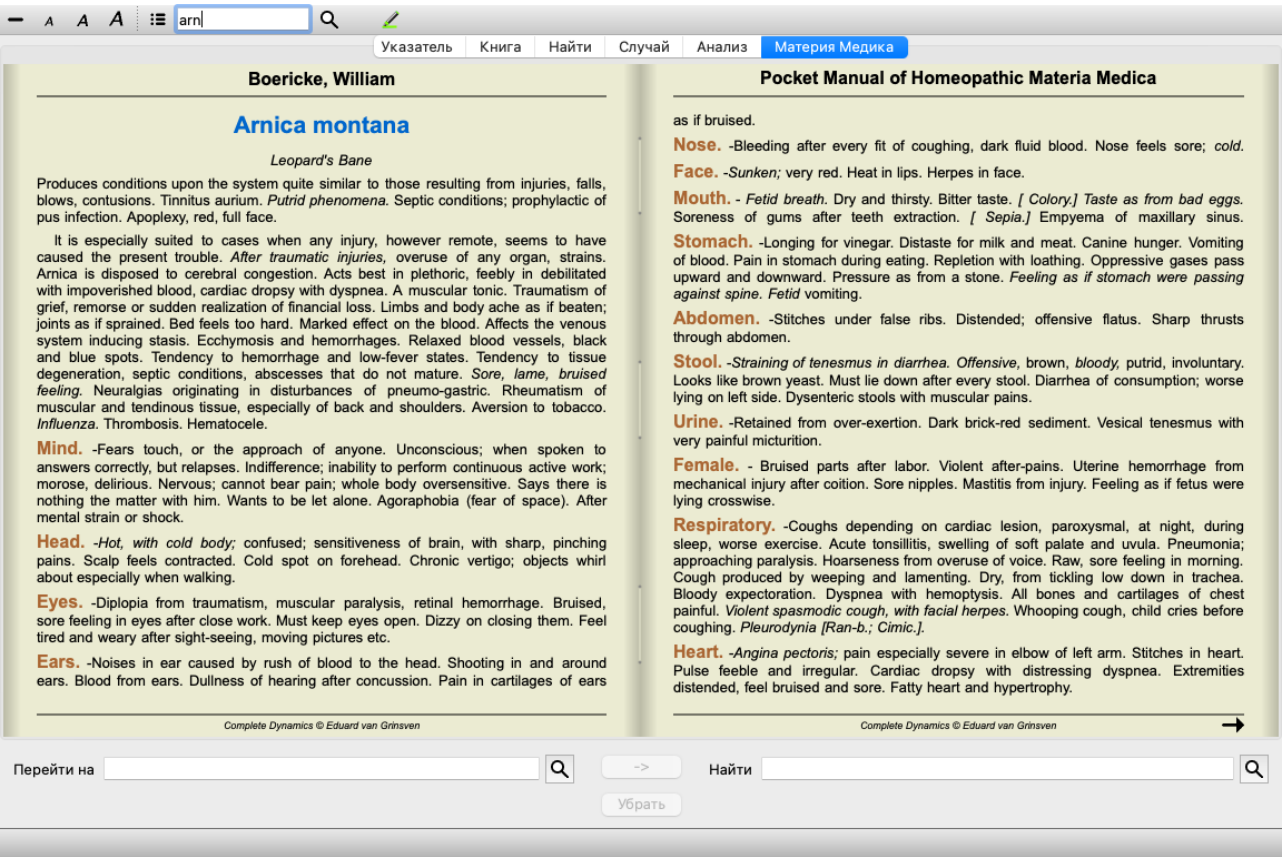 A A A arn
Указатель Книга Найти Случай Анализ Материя Медика
Boericke, William
Arnica montana
Leopard's Bane
Produces conditions upon the system quite similar to those resulting from injuries, falls,
blows, contusions. Tinnitus aurium. Putrid phenomena. Septic conditions; prophylactic of
pus infection. Apoplexy, red, full face.
It is especially suited to cases when any injury, however remote, seems to have
caused the present trouble. After traumatic injuries, overuse of any organ, strains.
Arnica is disposed to cerebral congestion. Acts best in plethoric, feebly in debilitated
with impoverished blood, cardiac dropsy with dyspnea. A muscular tonic. Traumatism of
grief, remorse or sudden realization of financial loss. Limbs and body ache as if beaten;
joints as if sprained. Bed feels too hard. Marked effect on the blood. Affects the venous
system inducing stasis. Ecchymosis and hemorrhages. Relaxed blood vessels, black
and blue spots. Tendency to hemorrhage and low-fever states. Tendency to tissue
degeneration, septic conditions, abscesses that do not mature. Sore, lame, bruised
feeling. Neuralgias originating in disturbances of pneumo-gastric. Rheumatism of
muscular and tendinous tissue, especially of back and shoulders. Aversion to tobacco.
Influenza. Thrombosis. Hematocele.
Mind. -Fears touch, or the approach of anyone. Unconscious; when spoken to
answers correctly, but relapses. Indifference; inability to perform continuous active work;
morose, delirious. Nervous; cannot bear pain; whole body oversensitive. Says there is
nothing the matter with him. Wants to be let alone. Agoraphobia (fear of space). After
mental strain or shock.
Head. -Hot, with cold body; confused; sensitiveness of brain, with sharp, pinching
pains. Scalp feels contracted. Cold spot on forehead. Chronic vertigo; objects whirl
about especially when walking.
Eyes. -Diplopia from traumatism, muscular paralysis, retinal hemorrhage. Bruised,
sore feeling in eyes after close work. Must keep eyes open. Dizzy on closing them. Feel
tired and weary after sight-seeing, moving pictures etc.
Ears. -Noises in ear caused by rush of blood to the head. Shooting in and around
ears. Blood from ears. Dullness of hearing after concussion. Pain in cartilages of ears
Complete Dynamics © Eduard van Grinsven
Pocket Manual of Homeopathic Materia Medica
as if bruised.
Nose. -Bleeding after every fit of coughing, dark fluid blood. Nose feels sore; cold.
Face. -Sunken; very red. Heat in lips. Herpes in face.
Mouth. - Fetid breath. Dry and thirsty. Bitter taste. [ Colory.] Taste as from bad eggs.
Soreness of gums after teeth extraction. [ Sepia.] Empyema of maxillary sinus.
Stomach. -Longing for vinegar. Distaste for milk and meat. Canine hunger. Vomiting
of blood. Pain in stomach during eating. Repletion with loathing. Oppressive gases pass
upward and downward. Pressure as from a stone. Feeling as if stomach were passing
against spine. Fetid vomiting.
Abdomen. -Stitches under false ribs. Distended; offensive flatus. Sharp thrusts
through abdomen.
Stool. -Straining of tenesmus in diarrhea. Offensive, brown, bloody, putrid, involuntary.
Looks like brown yeast. Must lie down after every stool. Diarrhea of consumption; worse
lying on left side. Dysenteric stools with muscular pains.
Urine. -Retained from over-exertion. Dark brick-red sediment. Vesical tenesmus with
very painful micturition.
Female. - Bruised parts after labor. Violent after-pains. Uterine hemorrhage from
mechanical injury after coition. Sore nipples. Mastitis from injury. Feeling as if fetus were
lying crosswise.
Respiratory. -Coughs depending on cardiac lesion, paroxysmal, at night, during
sleep, worse exercise. Acute tonsillitis, swelling of soft palate and uvula. Pneumonia;
approaching paralysis. Hoarseness from overuse of voice. Raw, sore feeling in morning.
Cough produced by weeping and lamenting. Dry, from tickling low down in trachea.
Bloody expectoration. Dyspnea with hemoptysis. All bones and cartilages of chest
painful. Violent spasmodic cough, with facial herpes. Whooping cough, child cries before
coughing. Pleurodynia [Ran-b.; Cimic.].
Heart. -Angina pectoris; pain especially severe in elbow of left arm. Stitches in heart.
Pulse feeble and irregular. Cardiac dropsy with distressing dyspnea. Extremities
distended, feel bruised and sore. Fatty heart and hypertrophy.
Complete Dynamics © Eduard van Grinsven
Перейти на -> Найти
Убрать